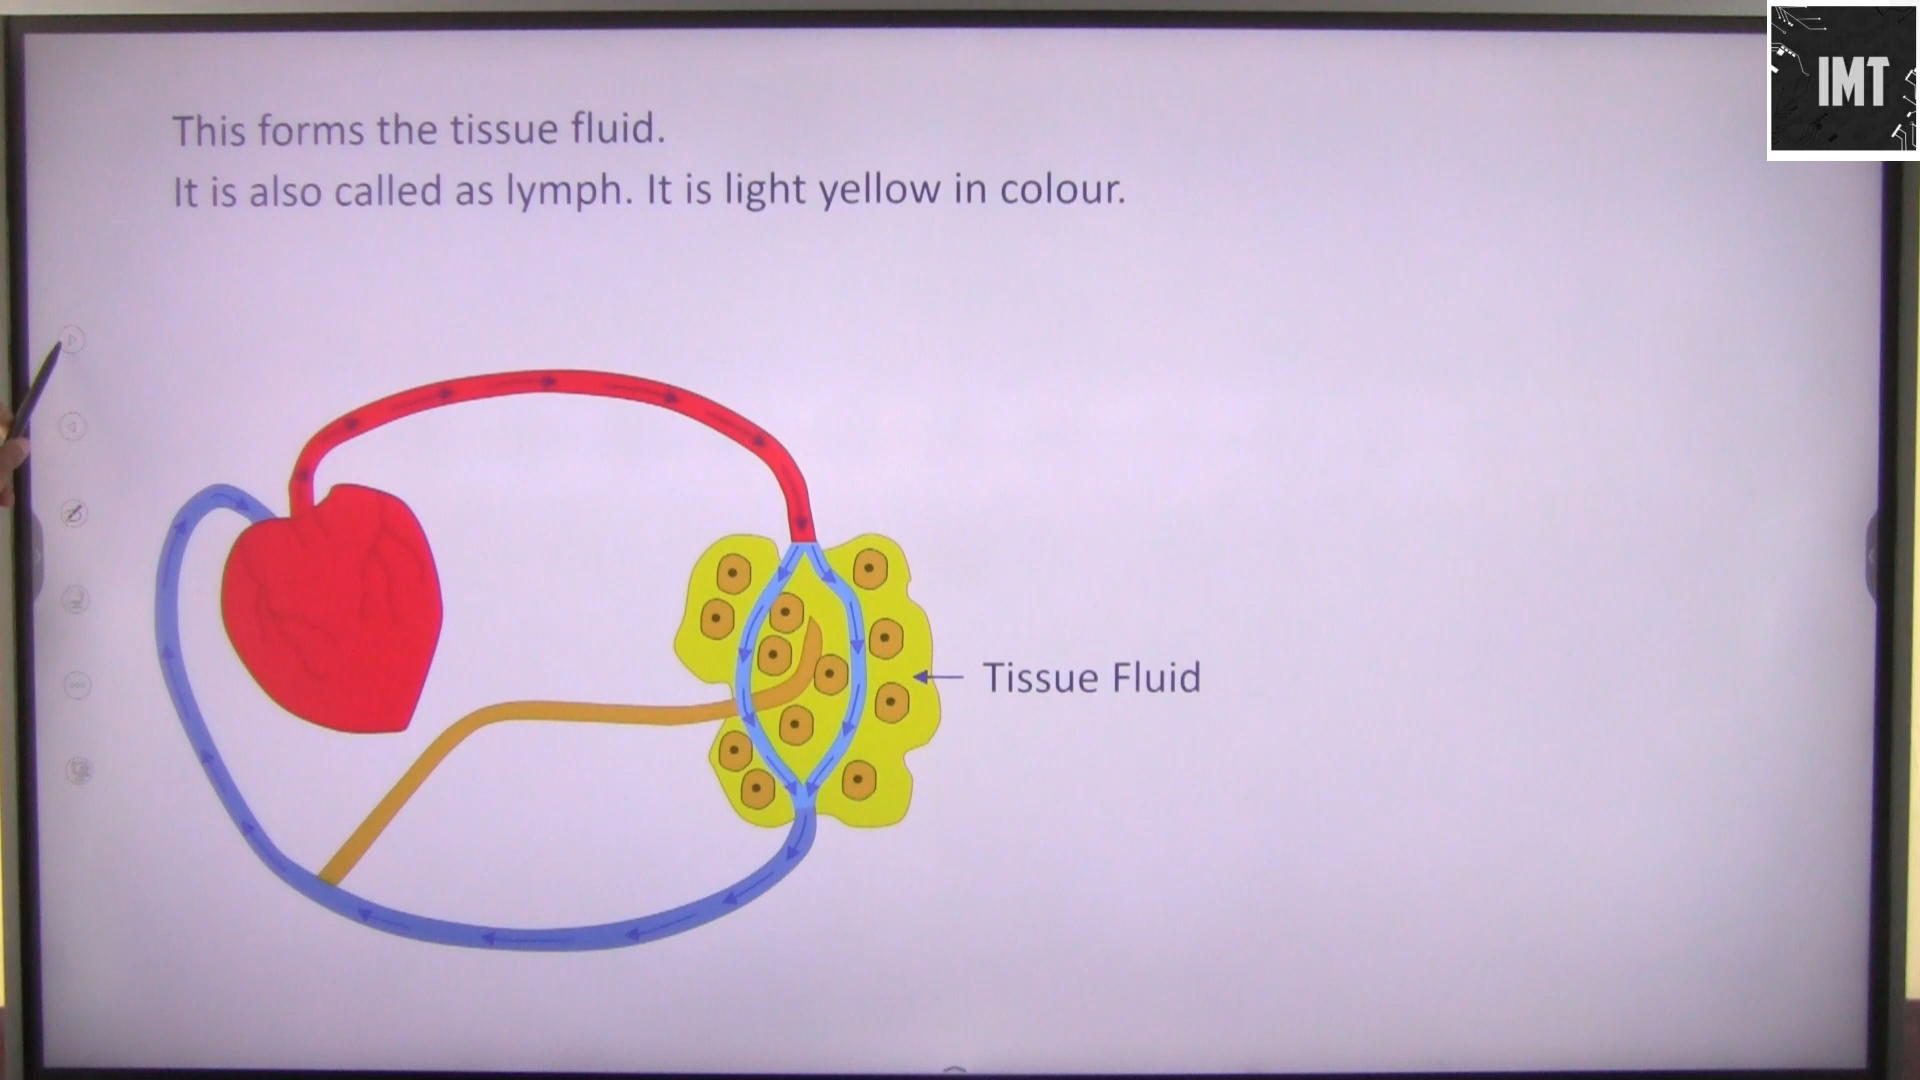 IMT
This forms the tissue fluid.
It is also called as lymph. It is light yellow in colour.
Tissue Fluid